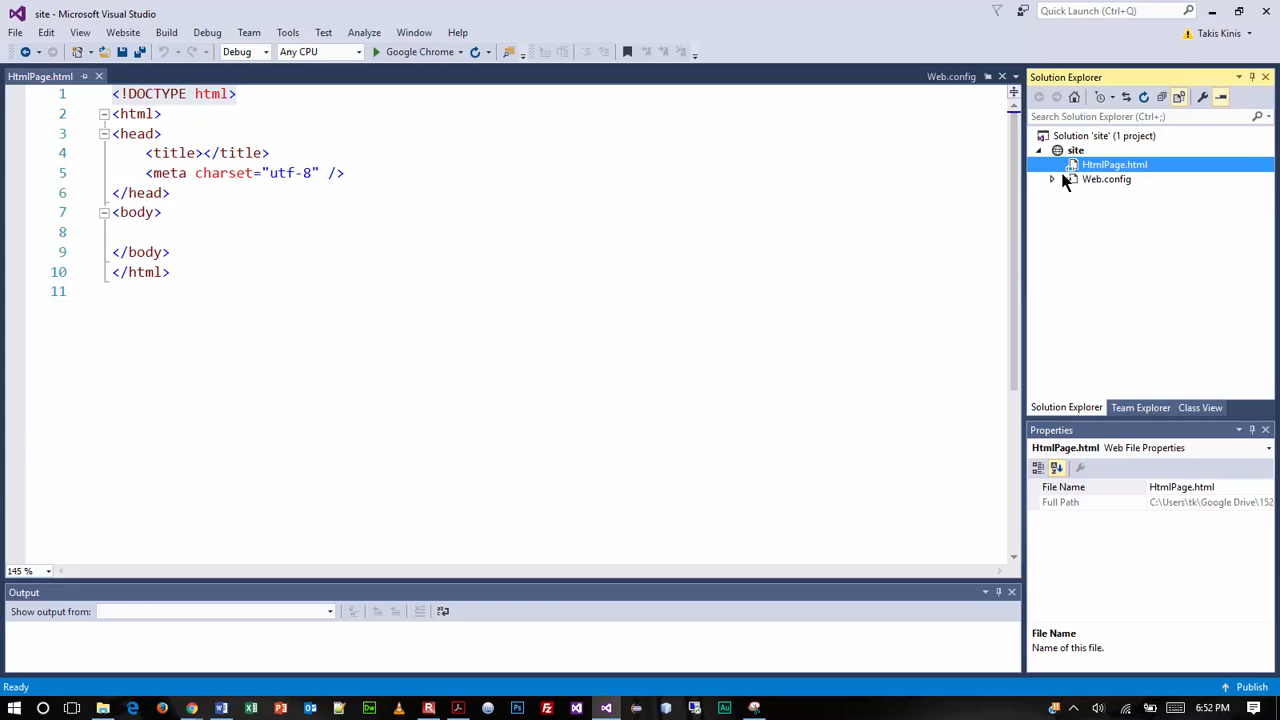 site - Microsoft Visual Studio
Quick Launch (Ctrl+Q)
File Edit View Website Build Debug Team Tools Test Analyze Window Help
Takis Kinis
Debug Any CPU Google Chrome
HtmlPage.html
Web.config
1 <!DOCTYPE html>
2 <html>
3 <head>
4 <title></title>
5 <meta charset="utf-8" />
6 </head>
7 <body>
8
9 </body>
10 </html>
11
145 %
Solution Explorer
Search Solution Explorer (Ctrl+;)
Solution 'site' (1 project)
site
HtmlPage.html
Web.config
Solution Explorer Team Explorer Class View
Properties
HtmlPage.html Web File Properties
File Name HtmlPage.html
Full Path C:\Users\tk\Google Drive\152
File Name
Name of this file.
Output
Show output from:
Ready
Publish
6:52 PM